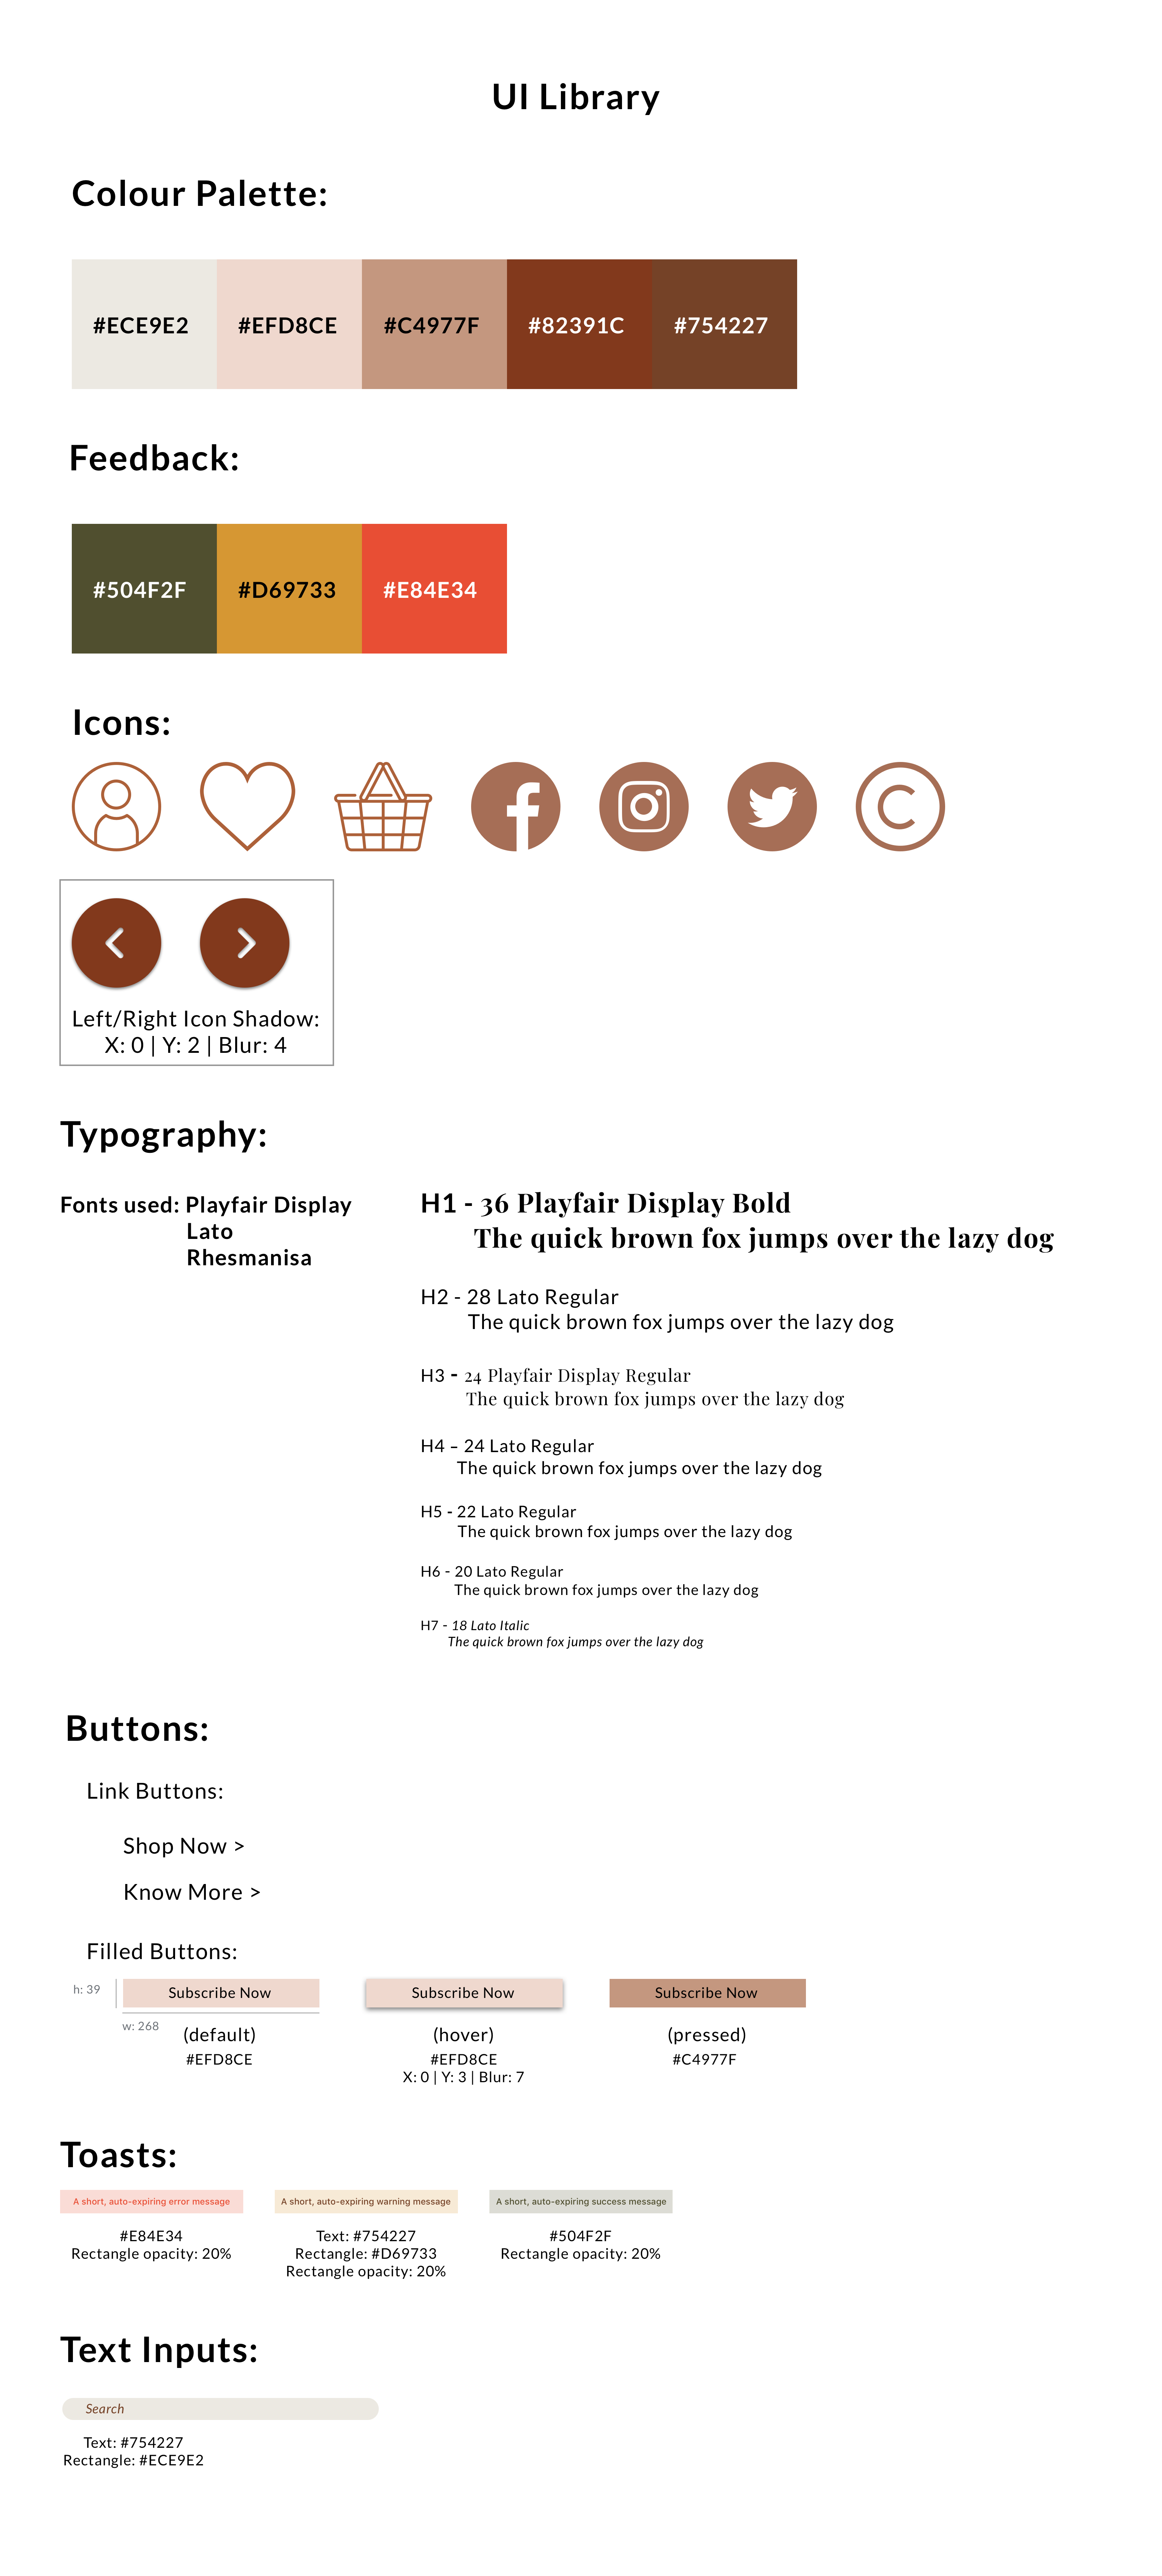 UI Library
Colour Palette:
#ECE9E2
#EFD8CE
#C4977F
#82391C
#754227
Feedback:
#504F2F
#D69733
#E84E34
Icons:
Left/Right Icon Shadow:
X: 0 | Y: 2 | Blur: 4
Typography:
Fonts used: Playfair Display
Lato
Rhesmanisa
H1 - 36 Playfair Display Bold
The quick brown fox jumps over the lazy dog
H2 - 28 Lato Regular
The quick brown fox jumps over the lazy dog
H3 - 24 Playfair Display Regular
The quick brown fox jumps over the lazy dog
H4 - 24 Lato Regular
The quick brown fox jumps over the lazy dog
H5 - 22 Lato Regular
The quick brown fox jumps over the lazy dog
H6 - 20 Lato Regular
The quick brown fox jumps over the lazy dog
H7 - 18 Lato Italic
The quick brown fox jumps over the lazy dog
Buttons:
Link Buttons:
Shop Now >
Know More >
Filled Buttons:
h: 39
w: 268
Subscribe Now
(default)
#EFD8CE
Subscribe Now
(hover)
#EFD8CE
X: 0 | Y: 3 | Blur: 7
Subscribe Now
(pressed)
#C4977F
Toasts:
A short, auto-expiring error message
#E84E34
Rectangle opacity: 20%
A short, auto-expiring warning message
Text: #754227
Rectangle: #D69733
Rectangle opacity: 20%
A short, auto-expiring success message
#504F2F
Rectangle opacity: 20%
Text Inputs:
Search
Text: #754227
Rectangle: #ECE9E2